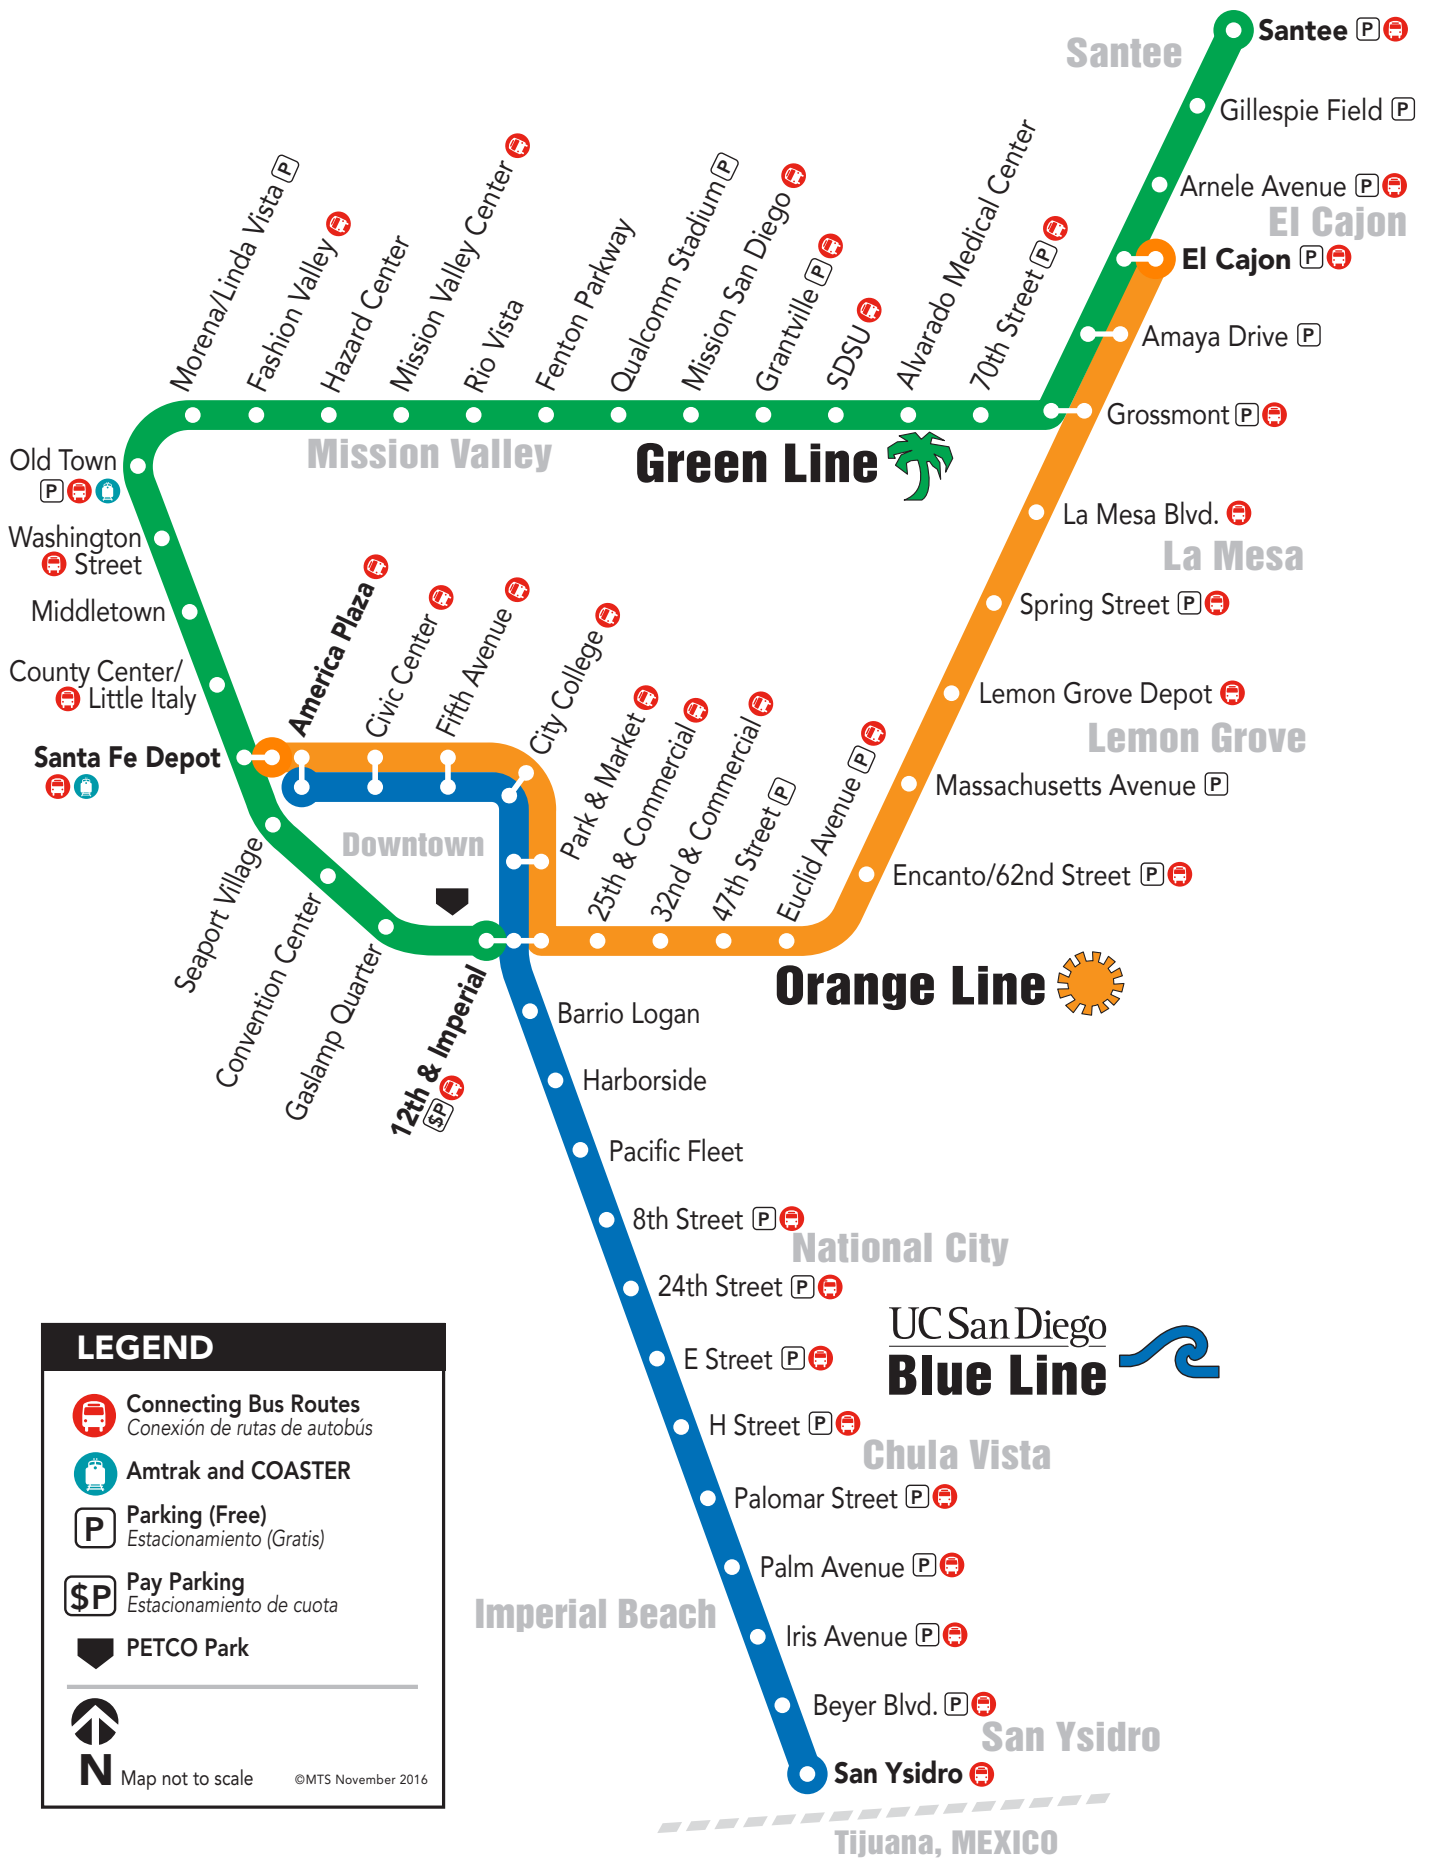 Santee
Santee P
Gillespie Field P
Arnele Avenue P
El Cajon
El Cajon P
Amaya Drive P
Grossmont P
Morena/Linda Vista P
Fashion Valley
Hazard Center
Mission Valley Center
Rio Vista
Fenton Parkway
Qualcomm Stadium P
Mission San Diego
Grantville P
SDSU
Alvarado Medical Center
70th Street P
Mission Valley
Green Line
Old Town
P
Washington
Street
Middletown
County Center/
Little Italy
Santa Fe Depot
America Plaza
Civic Center
Fifth Avenue
City College
Park & Market
25th & Commercial
32nd & Commercial
47th Street P
Euclid Avenue P
La Mesa Blvd.
La Mesa
Spring Street P
Lemon Grove Depot
Lemon Grove
Massachusetts Avenue P
Encanto/62nd Street P
Downtown
Orange Line
Seaport Village
Convention Center
Gaslamp Quarter
12th & Imperial
$P
Barrio Logan
Harborside
Pacific Fleet
8th Street P
National City
24th Street P
UC San Diego
Blue Line
E Street P
H Street P
Chula Vista
Palomar Street P
Palm Avenue P
Imperial Beach
Iris Avenue P
Beyer Blvd. P
San Ysidro
San Ysidro
Tijuana, MEXICO
LEGEND
Connecting Bus Routes
Conexión de rutas de autobús
Amtrak and COASTER
P Parking (Free)
Estacionamiento (Gratis)
$P Pay Parking
Estacionamiento de cuota
PETCO Park
N Map not to scale ©MTS November 2016